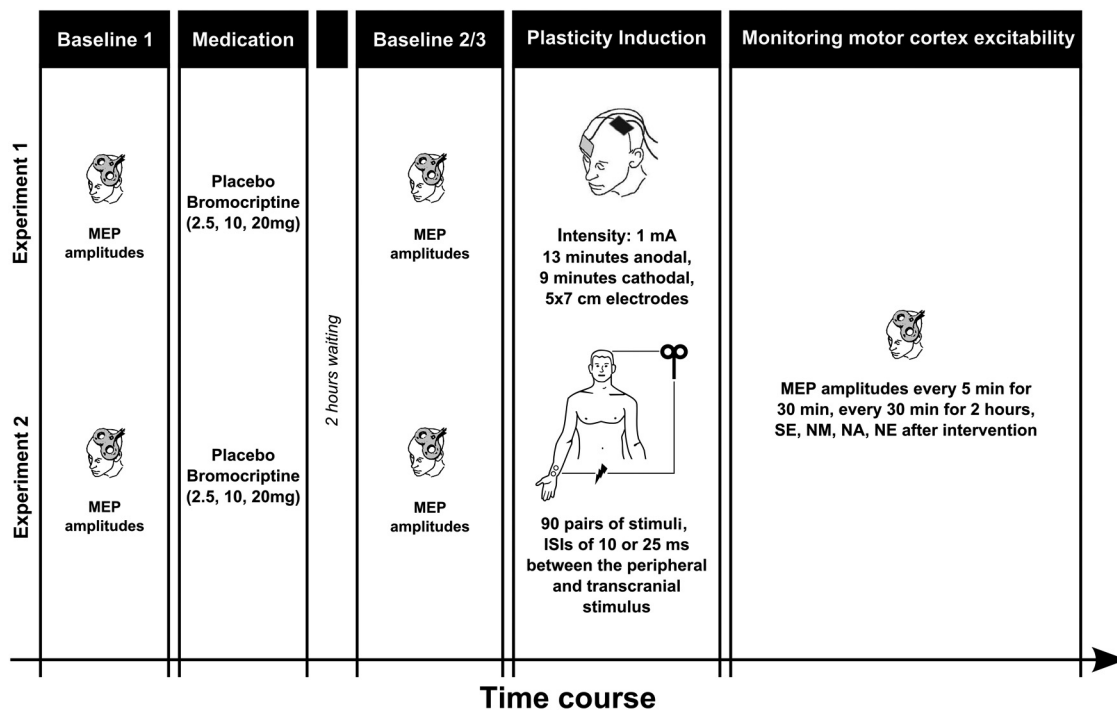 Baseline 1
Medication
Baseline 2/3
Plasticity Induction
Monitoring motor cortex excitability
Experiment 1
MEP
amplitudes
Placebo
Bromocriptine
(2.5, 10, 20mg)
2 hours waiting
MEP
amplitudes
Intensity: 1 mA
13 minutes anodal,
9 minutes cathodal,
5x7 cm electrodes
MEP amplitudes every 5 min for
30 min, every 30 min for 2 hours,
SE, NM, NA, NE after intervention
Experiment 2
MEP
amplitudes
Placebo
Bromocriptine
(2.5, 10, 20mg)
MEP
amplitudes
90 pairs of stimuli,
ISIs of 10 or 25 ms
between the peripheral
and transcranial
stimulus
Time course